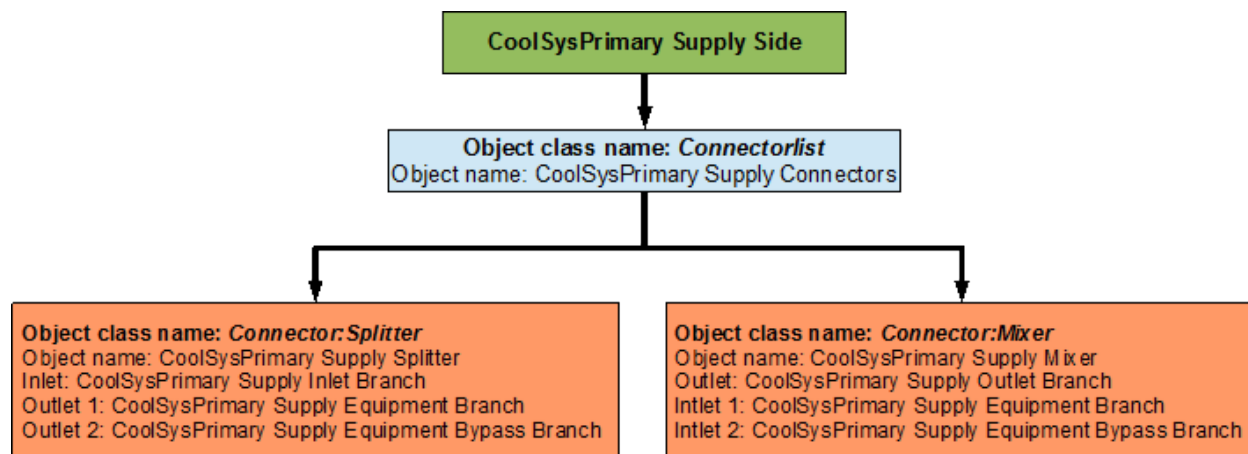 CoolSysPrimary Supply Side
Object class name: Connectorlist
Object name: CoolSysPrimary Supply Connectors
Object class name: Connector:Splitter
Object name: CoolSysPrimary Supply Splitter
Inlet: CoolSysPrimary Supply Inlet Branch
Outlet 1: CoolSysPrimary Supply Equipment Branch
Outlet 2: CoolSysPrimary Supply Equipment Bypass Branch
Object class name: Connector:Mixer
Object name: CoolSysPrimary Supply Mixer
Outlet: CoolSysPrimary Supply Outlet Branch
Intlet 1: CoolSysPrimary Supply Equipment Branch
Intlet 2: CoolSysPrimary Supply Equipment Bypass Branch